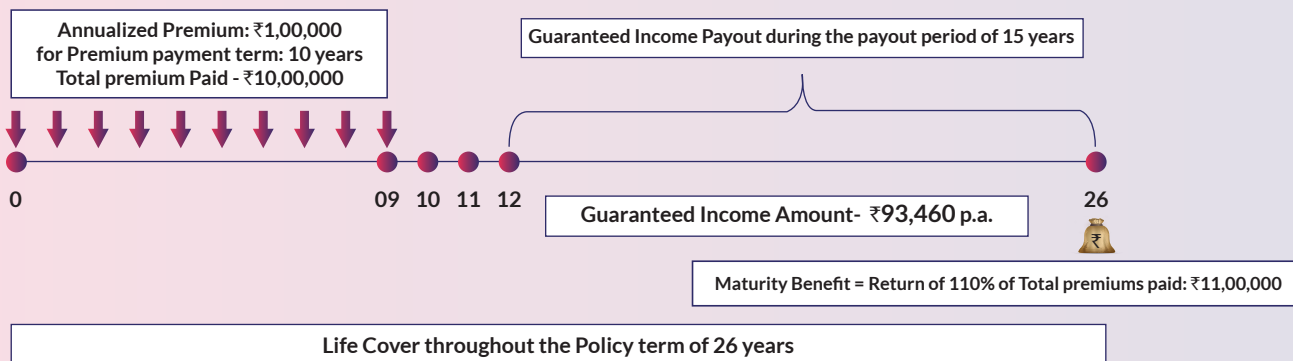 Annualized Premium: ₹1,00,000
for Premium payment term: 10 years
Total premium Paid - ₹10,00,000
Guaranteed Income Payout during the payout period of 15 years
0
09
10
11
12
26
Guaranteed Income Amount- ₹93,460 p.a.
₹
Maturity Benefit = Return of 110% of Total premiums paid: ₹11,00,000
Life Cover throughout the Policy term of 26 years